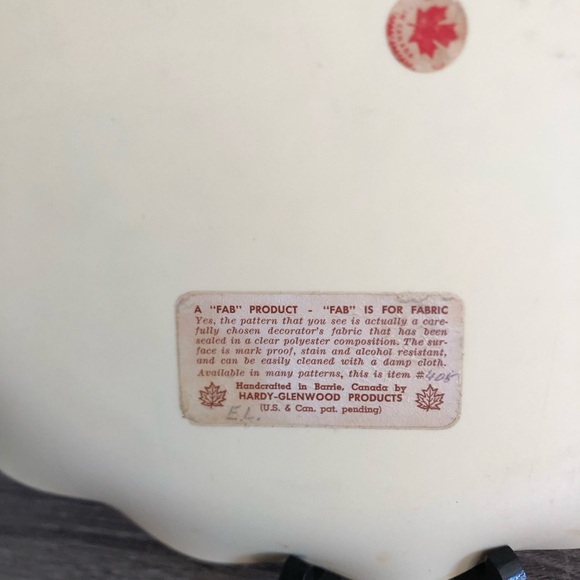 CANADA
A "FAB" PRODUCT - "FAB" IS FOR FABRIC
Yes, the pattern that you see is actually a care-
fully chosen decorator's fabric that has been
sealed in a clear polyester composition. The sur-
face is mark proof, stain and alcohol resistant,
and can be easily cleaned with a damp cloth.
Available in many patterns, this is item #408
Handcrafted in Barrie, Canada by
HARDY-GLENWOOD PRODUCTS
(U.S. & Can. pat. pending)
E.L.